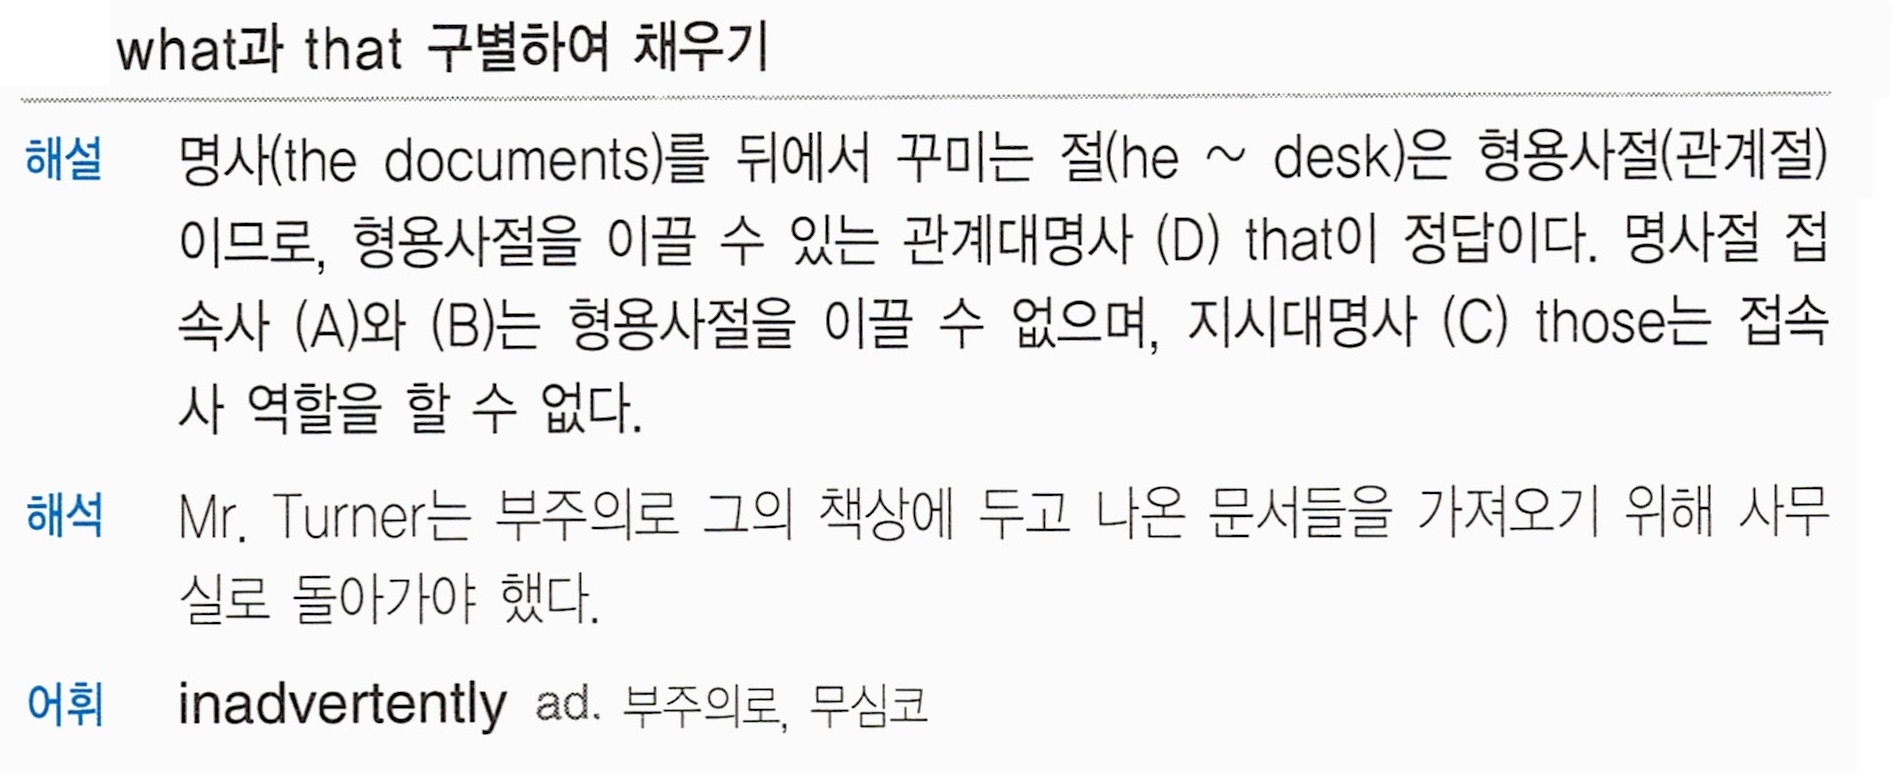 what과 that 구별하여 채우기
해설 명사(the documents)를 뒤에서 꾸미는 절(he ~ desk)은 형용사절(관계절)
이므로, 형용사절을 이끌 수 있는 관계대명사 (D) that이 정답이다. 명사절 접
속사 (A)와 (B)는 형용사절을 이끌 수 없으며, 지시대명사 (C) those는 접속
사 역할을 할 수 없다.
해석 Mr. Turner는 부주의로 그의 책상에 두고 나온 문서들을 가져오기 위해 사무
실로 돌아가야 했다.
어휘 inadvertently ad. 부주의로, 무심코